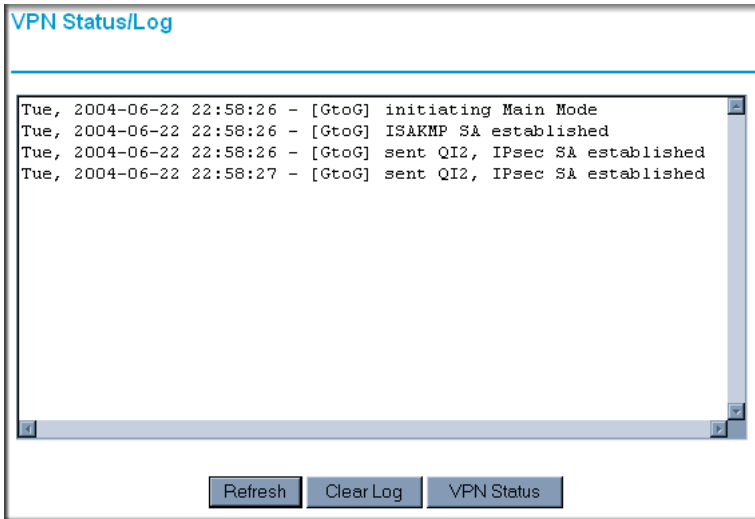 VPN Status/Log
Tue, 2004-06-22 22:58:26 - [GtoG] initiating Main Mode
Tue, 2004-06-22 22:58:26 - [GtoG] ISAKMP SA established
Tue, 2004-06-22 22:58:26 - [GtoG] sent QI2, IPsec SA established
Tue, 2004-06-22 22:58:27 - [GtoG] sent QI2, IPsec SA established
Refresh Clear Log VPN Status